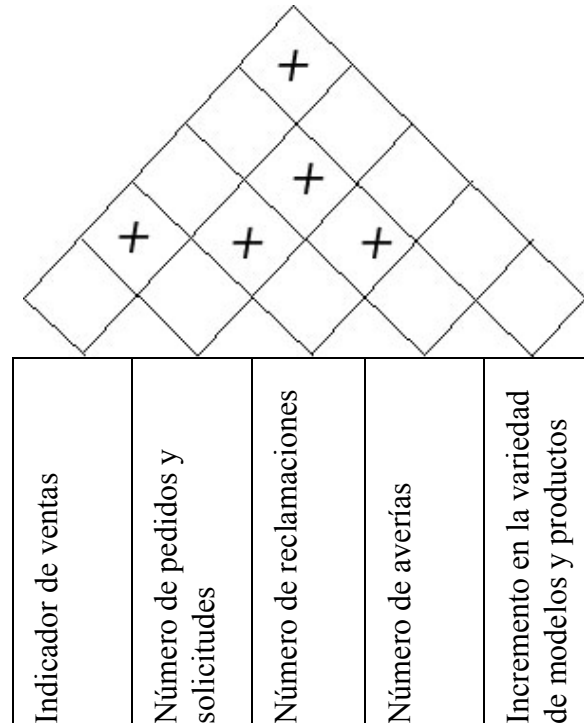 +
+
+
+
+
Indicador de ventas
Número de pedidos y
solicitudes
Número de reclamaciones
Número de averías
Incremento en la variedad
de modelos y productos